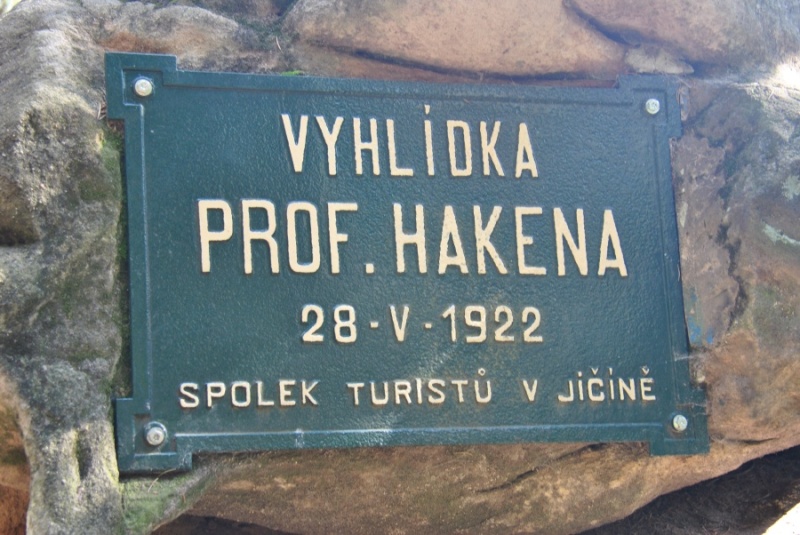 VYHLÍDKA
PROF. HAKENA
28-V-1922
SPOLEK TURISTŮ V JIČÍNĚ